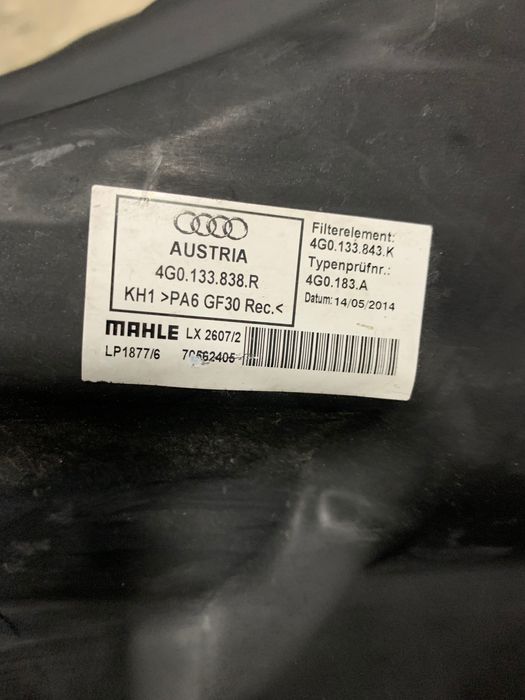 AUSTRIA
4G0.133.838.R
KH1 >PA6 GF30 Rec.<
Filterelement:
4G0.133.843.K
Typenprüfnr.:
4G0.183.A
Datum: 14/05/2014
MAHLE LX 2607/2
LP1877/6 70562405